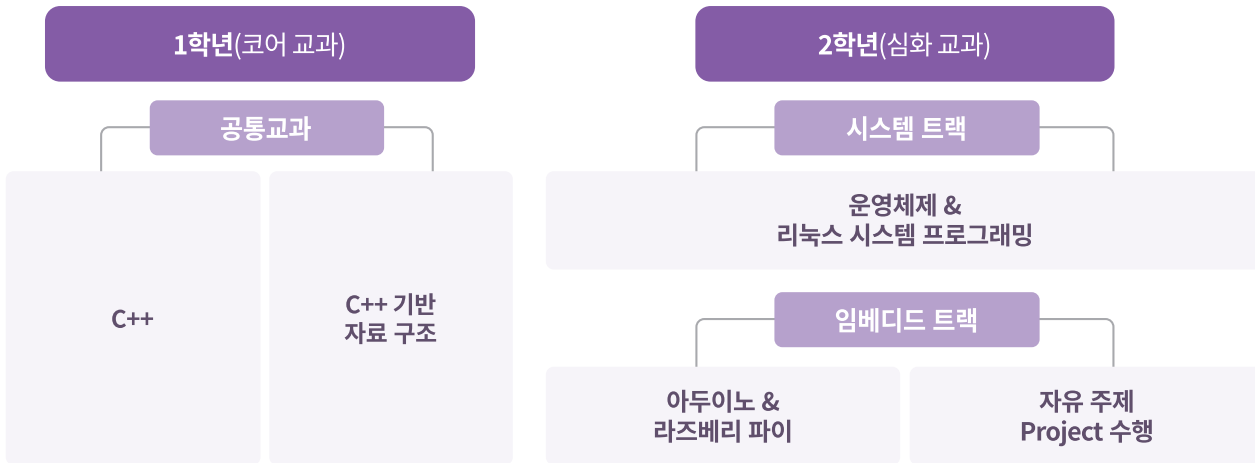 1학년(코어 교과)
공통교과
C++
C++ 기반
자료 구조
2학년(심화 교과)
시스템 트랙
운영체제 &
리눅스 시스템 프로그래밍
임베디드 트랙
아두이노 &
라즈베리 파이
자유 주제
Project 수행